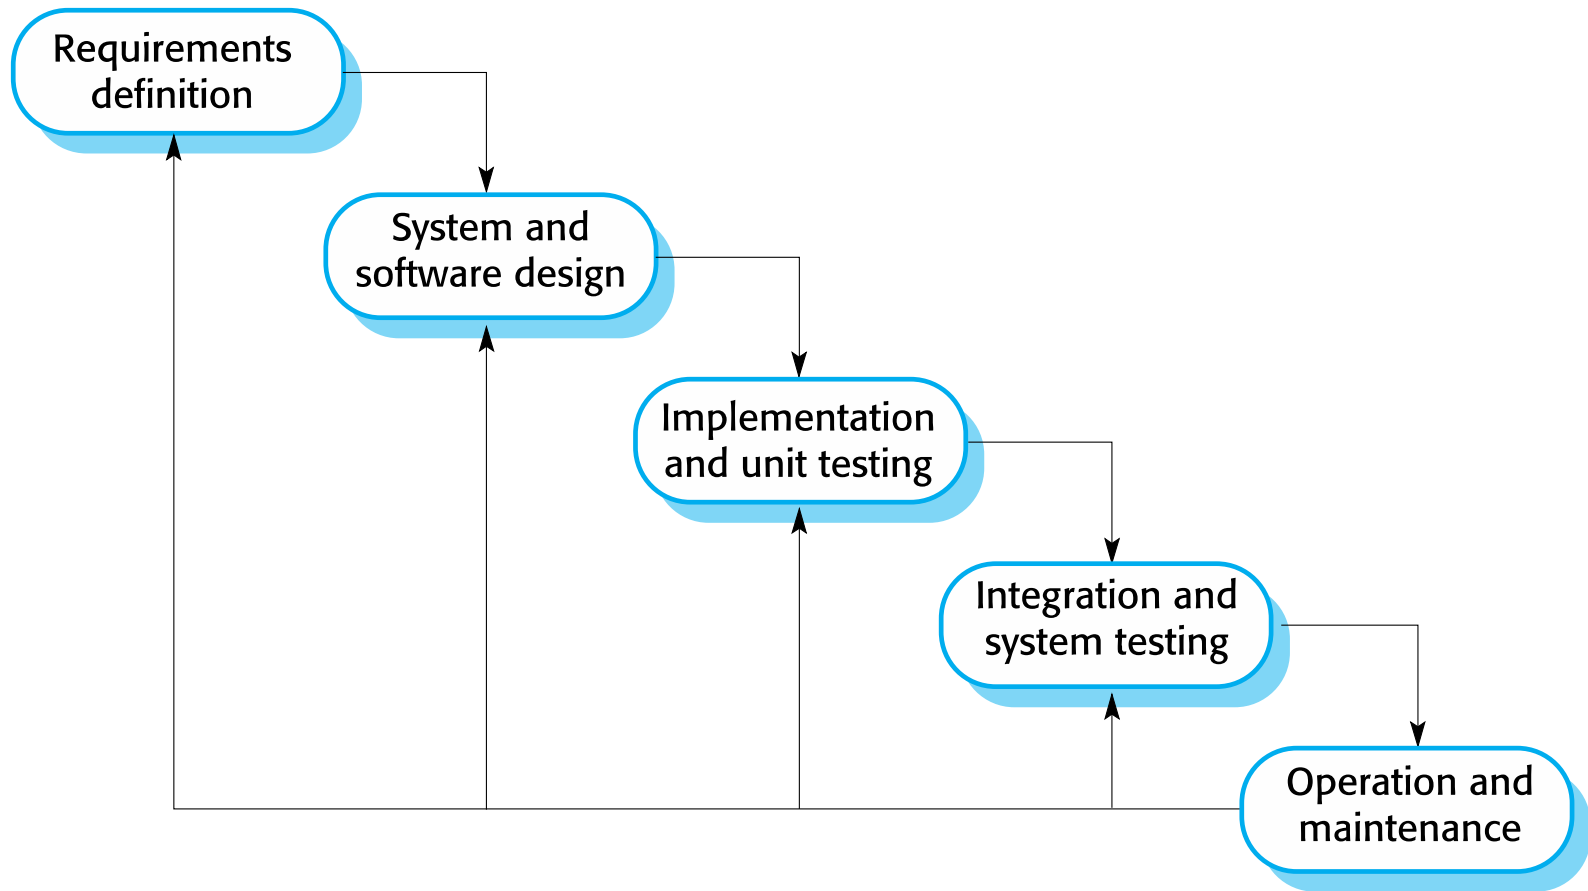 Requirements
definition
System and
software design
Implementation
and unit testing
Integration and
system testing
Operation and
maintenance